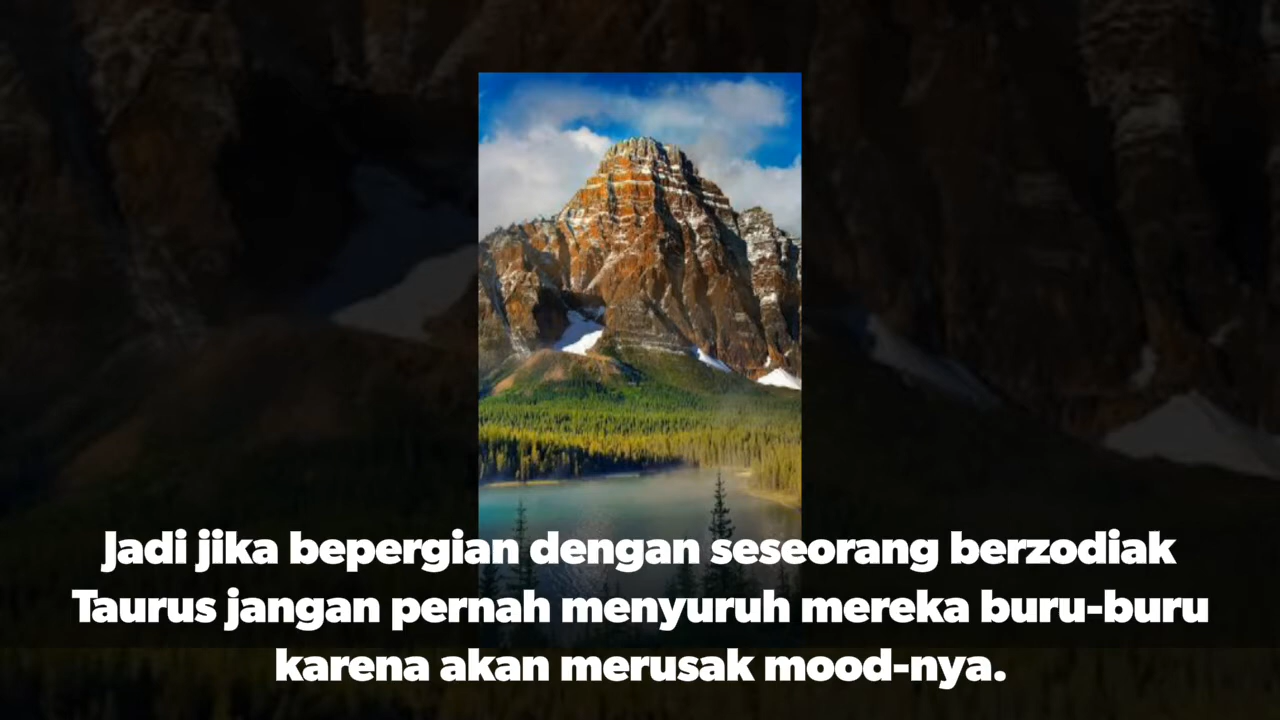 Jadi jika bepergian dengan seseorang berzodiak
Taurus jangan pernah menyuruh mereka buru-buru
karena akan merusak mood-nya.